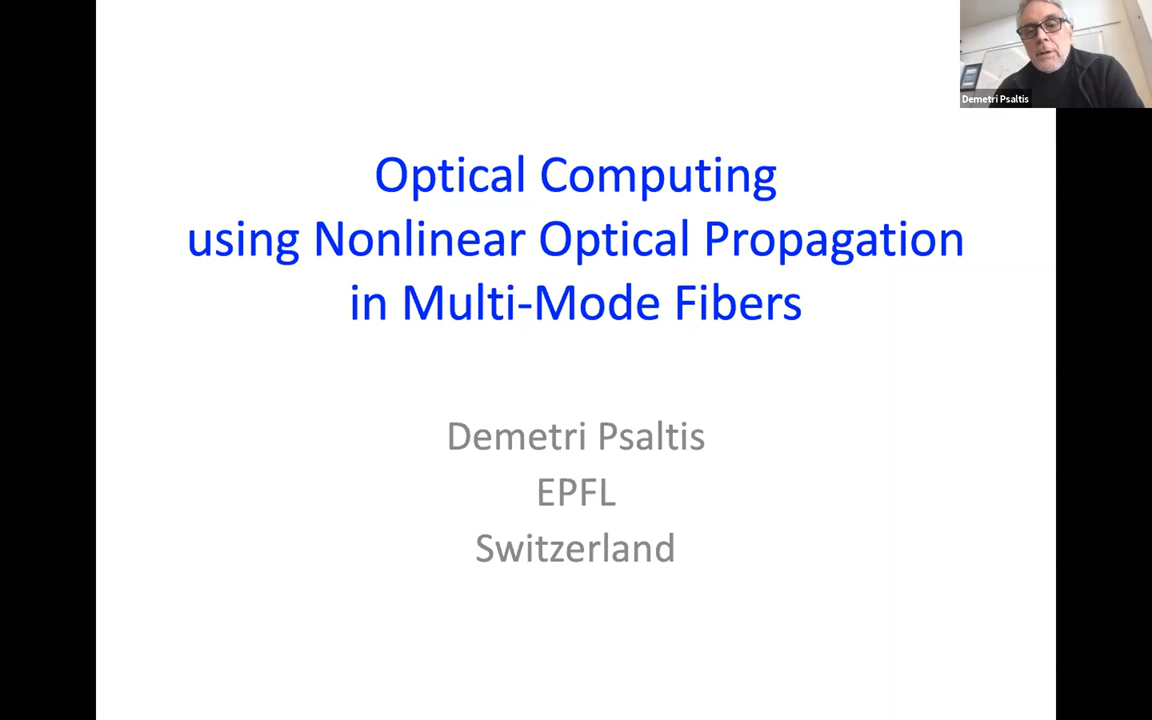 Demetri Psaltis
Optical Computing
using Nonlinear Optical Propagation
in Multi-Mode Fibers
Demetri Psaltis
EPFL
Switzerland